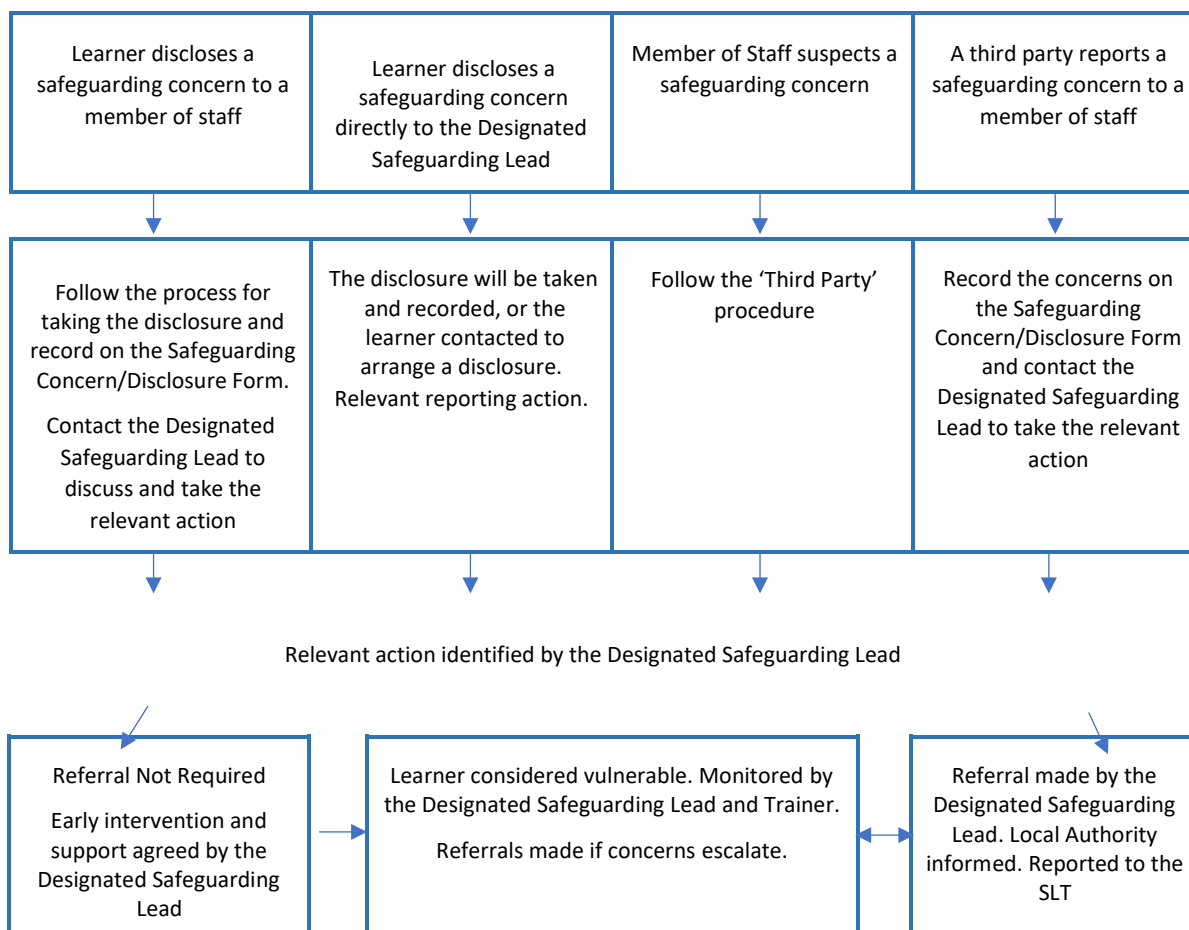 Learner discloses a
safeguarding concern to a
member of staff
Learner discloses a
safeguarding concern
directly to the Designated
Safeguarding Lead
Member of Staff suspects a
safeguarding concern
A third party reports a
safeguarding concern to a
member of staff
Follow the process for
taking the disclosure and
record on the Safeguarding
Concern/Disclosure Form.
Contact the Designated
Safeguarding Lead to
discuss and take the
relevant action
The disclosure will be taken
and recorded, or the
learner contacted to
arrange a disclosure.
Relevant reporting action.
Follow the ‘Third Party’
procedure
Record the concerns on
the Safeguarding
Concern/Disclosure Form
and contact the
Designated Safeguarding
Lead to take the relevant
action
Relevant action identified by the Designated Safeguarding Lead
Referral Not Required
Early intervention and
support agreed by the
Designated Safeguarding
Lead
Learner considered vulnerable. Monitored by
the Designated Safeguarding Lead and Trainer.
Referrals made if concerns escalate.
Referral made by the
Designated Safeguarding
Lead. Local Authority
informed. Reported to the
SLT